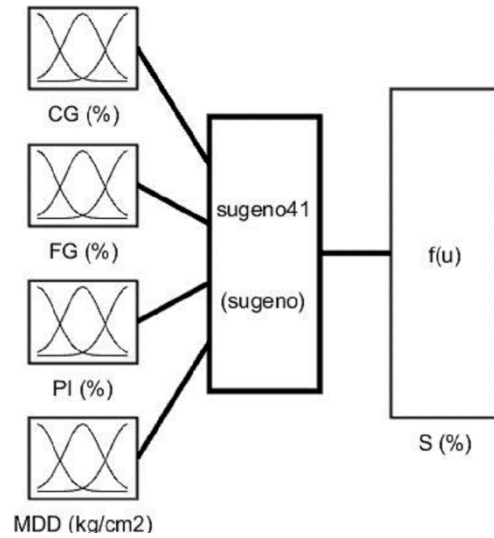 CG (%)
FG (%)
PI (%)
MDD (kg/cm2)
sugeno41
(sugeno)
f(u)
S (%)